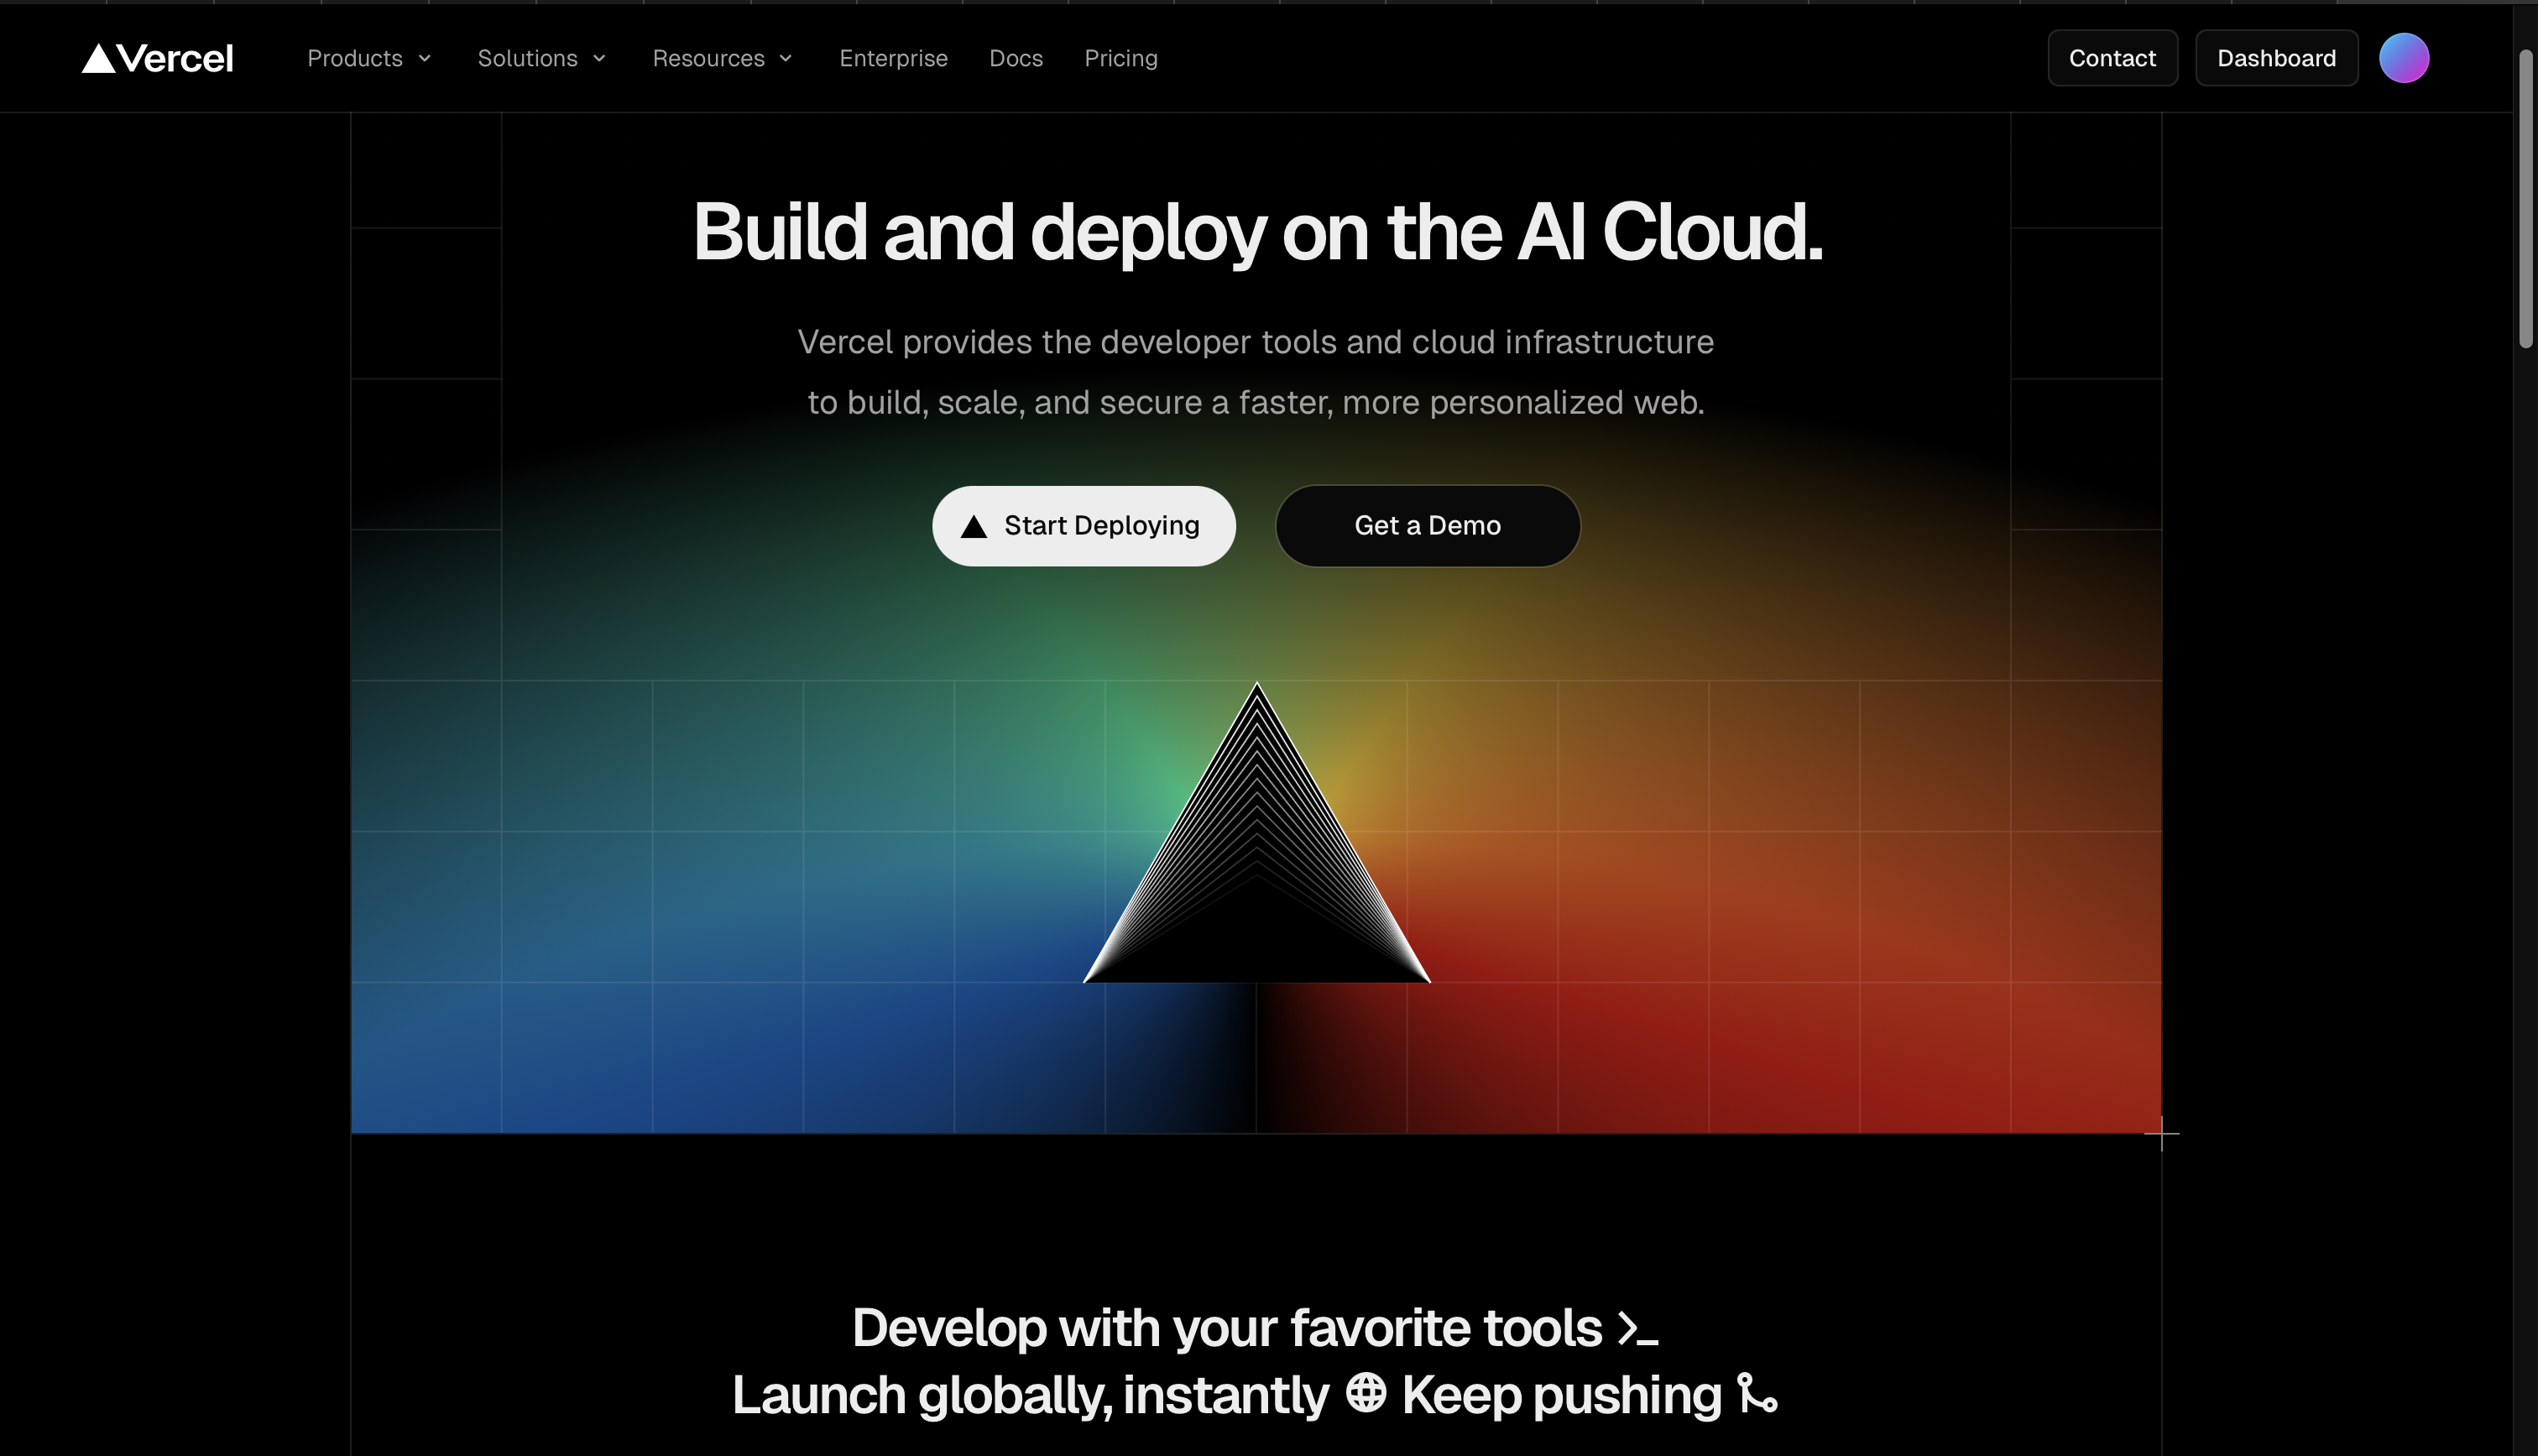 Vercel
Products Solutions Resources Enterprise Docs Pricing
Contact Dashboard
Build and deploy on the AI Cloud.
Vercel provides the developer tools and cloud infrastructure
to build, scale, and secure a faster, more personalized web.
Start Deploying
Get a Demo
Develop with your favorite tools
Launch globally, instantly Keep pushing